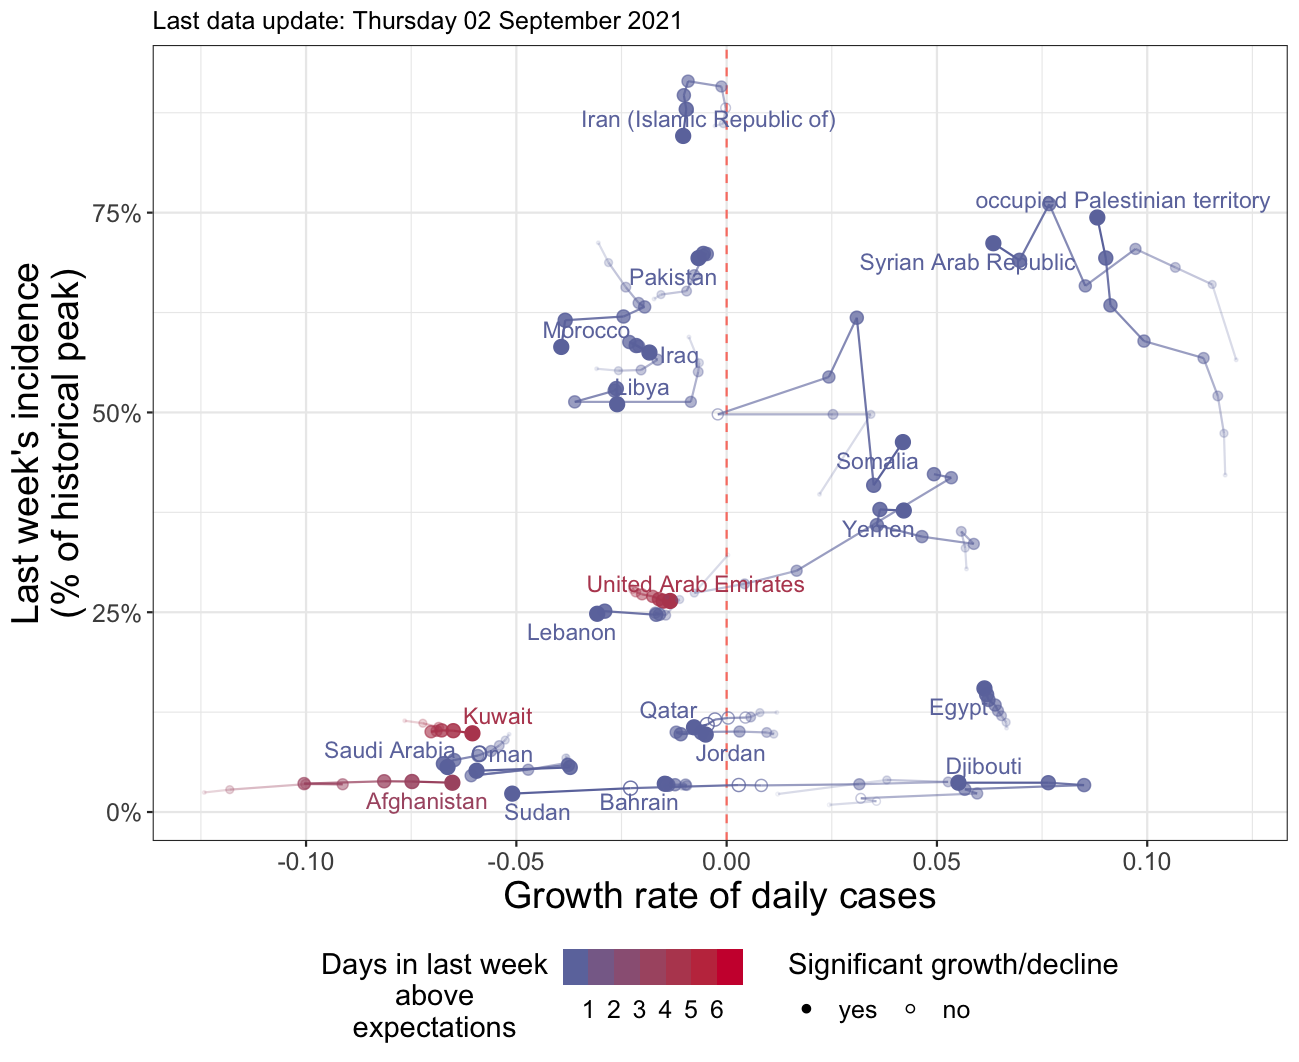 Last data update: Thursday 02 September 2021
Last week's incidence
(% of historical peak)
75%
50%
25%
0%
Iran (Islamic Republic of)
occupied Palestinian territory
Syrian Arab Republic
Pakistan
Morocco
Iraq
Libya
Somalia
Yemen
United Arab Emirates
Lebanon
Egypt
Qatar
Kuwait
Saudi Arabia
Oman
Jordan
Djibouti
Afghanistan
Bahrain
Sudan
-0.10
-0.05
0.00
0.05
0.10
Growth rate of daily cases
Days in last week
above
expectations
1 2 3 4 5 6
Significant growth/decline
yes
no